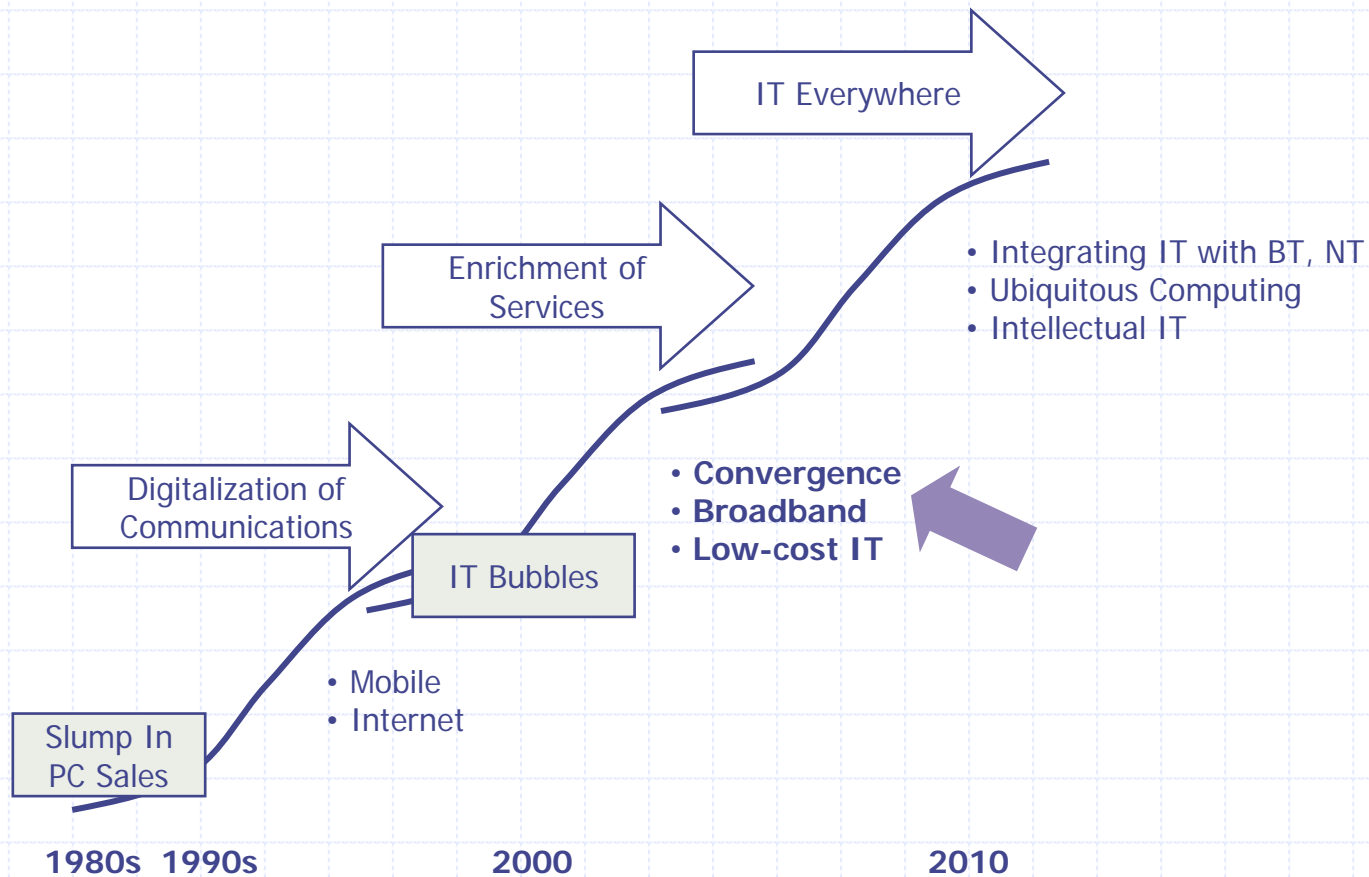 IT Everywhere
• Integrating IT with BT, NT
• Ubiquitous Computing
• Intellectual IT
Enrichment of
Services
• Convergence
• Broadband
• Low-cost IT
Digitalization of
Communications
IT Bubbles
• Mobile
• Internet
Slump In
PC Sales
1980s 1990s 2000 2010